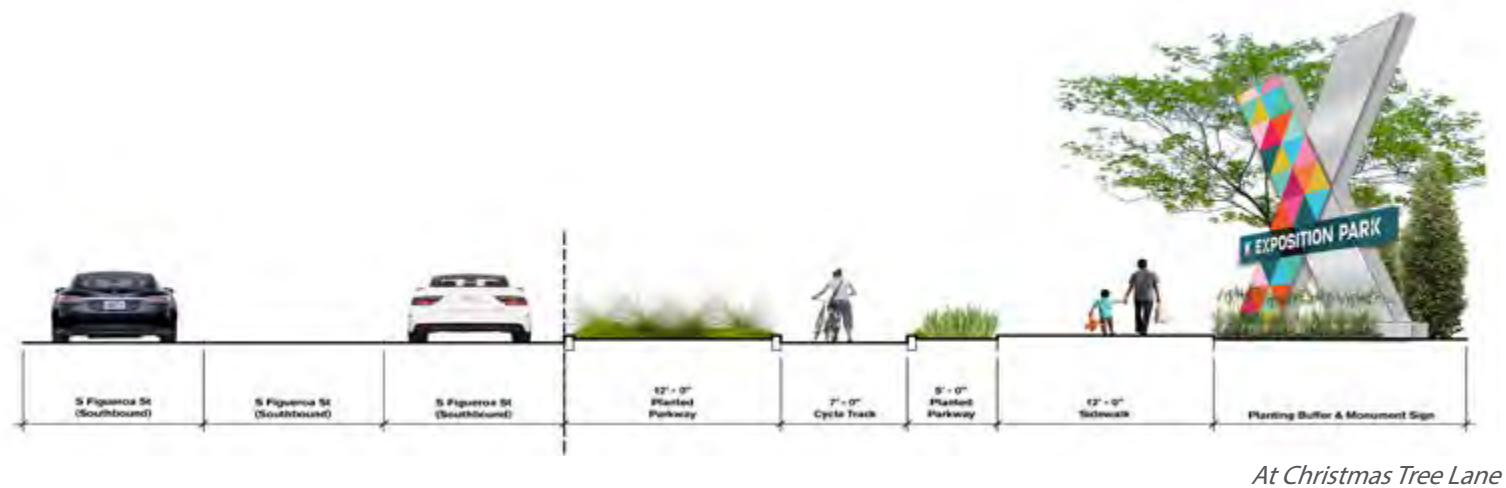 EXPOSITION PARK
S Figueroa St
(Southbound)
S Figueroa St
(Southbound)
S Figueroa St
(Southbound)
12' - 0"
Planted
Parkway
7' - 0"
Cycle Track
5' - 0"
Planted
Parkway
12' - 0"
Sidewalk
Planting Buffer & Monument Sign
At Christmas Tree Lane